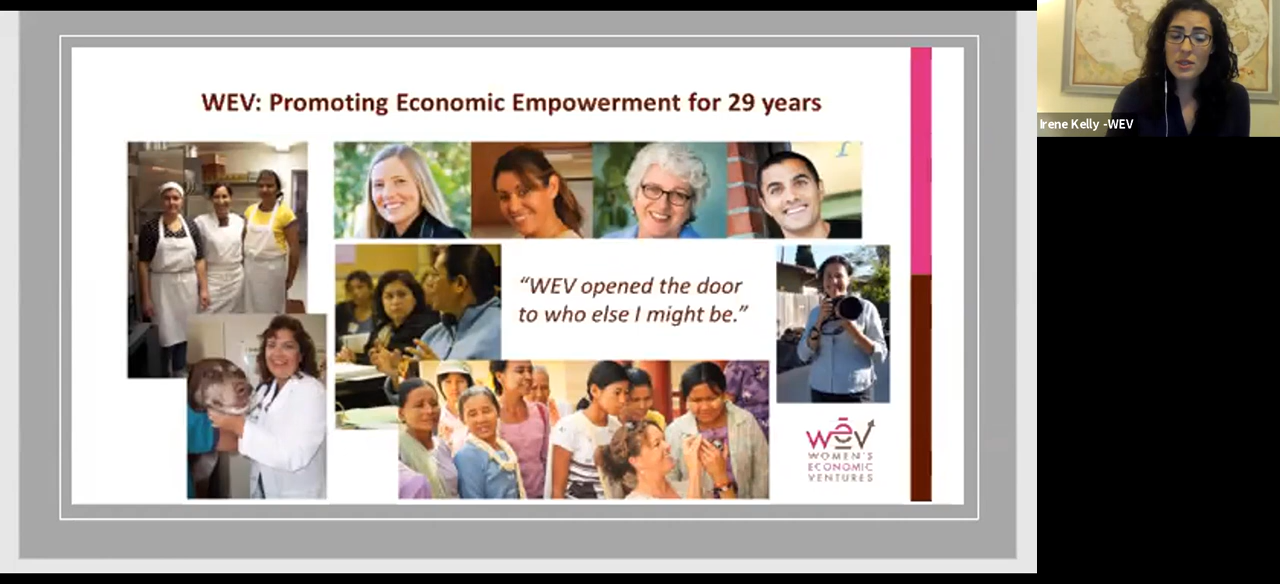 WEV: Promoting Economic Empowerment for 29 years
“WEV opened the door
to who else I might be.”
wēv
WOMEN'S
ECONOMIC
VENTURES
Irene Kelly -WEV